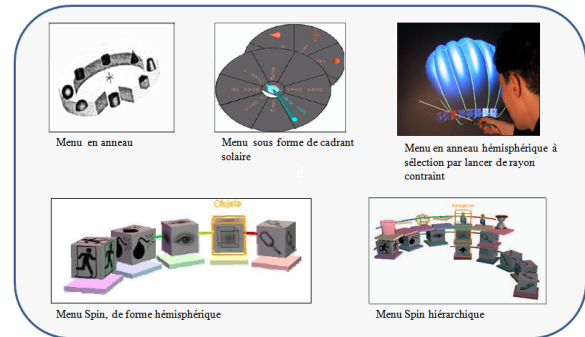 Menu en anneau
Menu sous forme de cadrant
solaire
Menu en anneau hémisphérique à
sélection par lancer de rayon
contraint
Objets
Menu Spin, de forme hémisphérique
Menu Spin hiérarchique